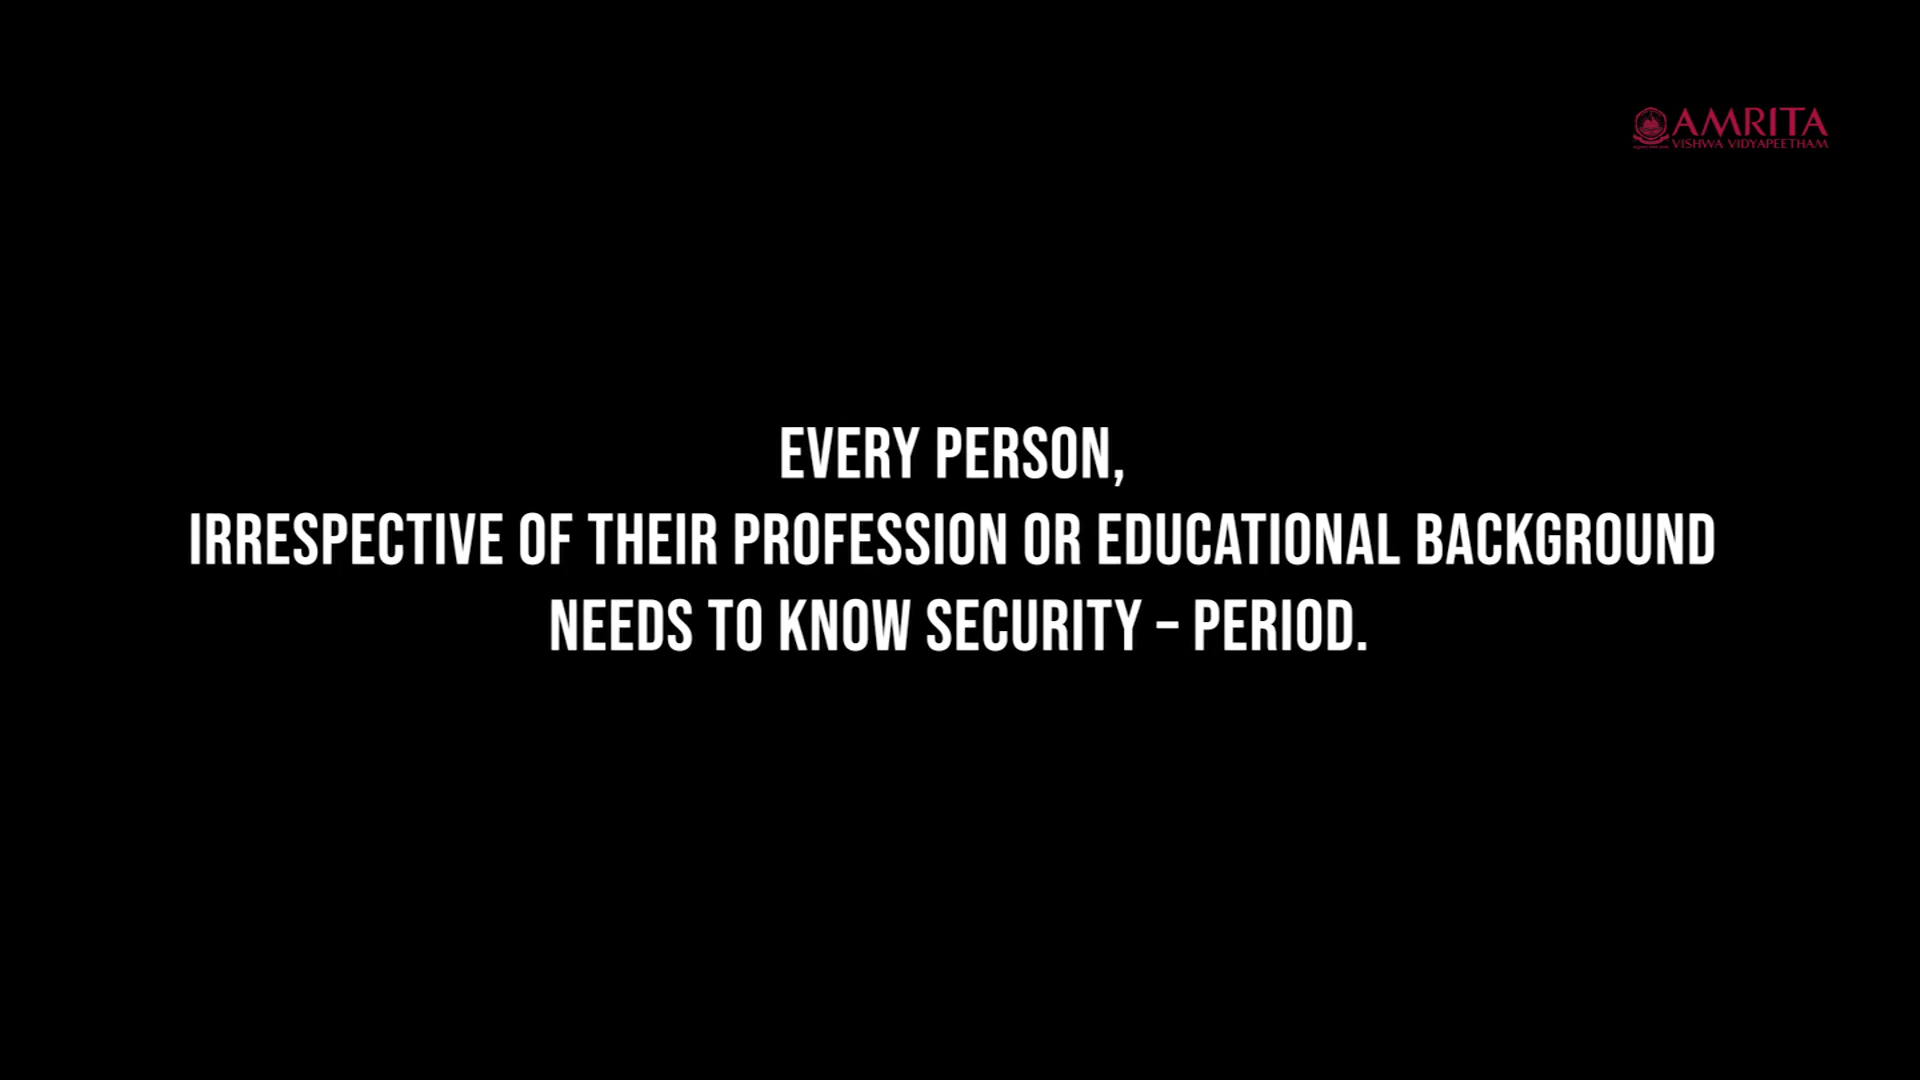 AMRITA
VISHWA VIDYAPEETHAM
EVERY PERSON,
IRRESPECTIVE OF THEIR PROFESSION OR EDUCATIONAL BACKGROUND
NEEDS TO KNOW SECURITY – PERIOD.